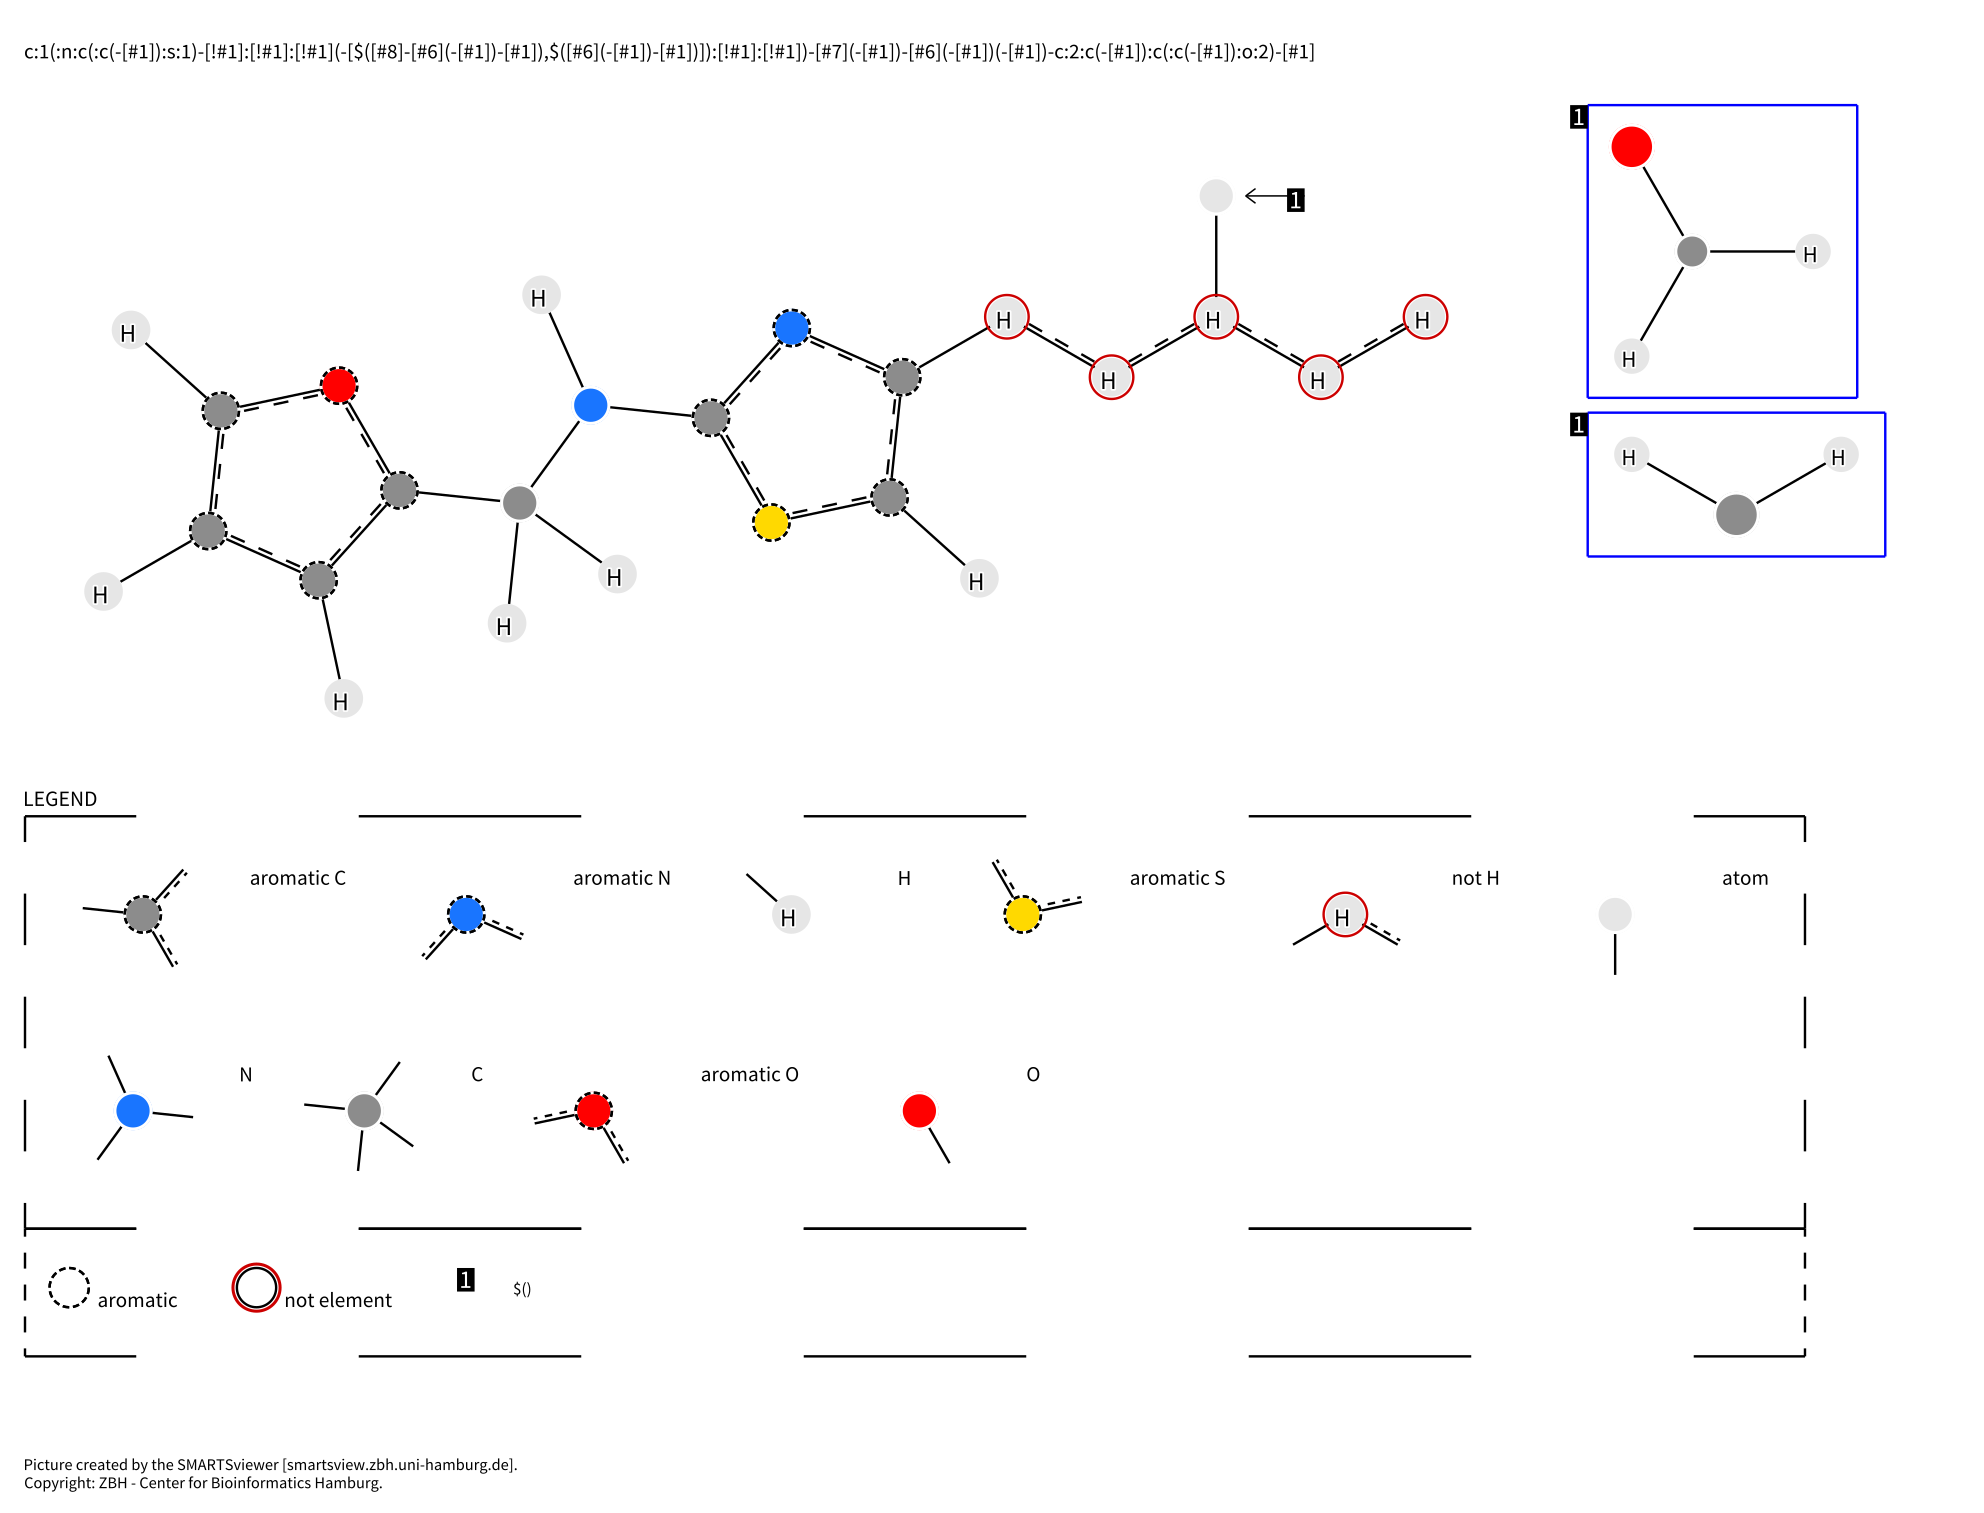 c:1(:n:c(:c(-[#1]):s:1)-[!#1]:[!#1]:[!#1](-[$([#8]-[#6](-[#1])-[#1]),$([#6](-[#1])-[#1])]):[!#1]:[!#1])-[#7](-[#1])-[#6](-[#1])(-[#1])-c:2:c(-[#1]):c(:c(-[#1]):o:2)-[#1]
1
1
H
H
H
H
H
H
H
H
H
H
1
H
H
H
H
H
H
H
H
LEGEND
aromatic C
aromatic N
H
H
aromatic S
H
not H
atom
N
C
aromatic O
O
aromatic
not element
1
$()
Picture created by the SMARTSviewer [smartsview.zbh.uni-hamburg.de].
Copyright: ZBH - Center for Bioinformatics Hamburg.